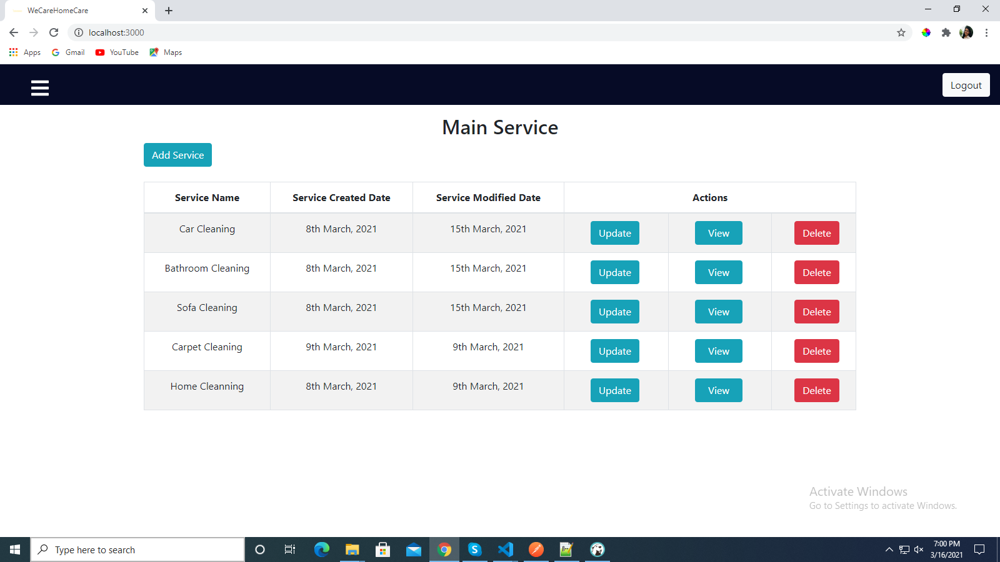 WeCareHomeCare
localhost:3000
Apps Gmail YouTube Maps
Logout
Main Service
Add Service
Service Name Service Created Date Service Modified Date Actions
Car Cleaning 8th March, 2021 15th March, 2021 Update View Delete
Bathroom Cleaning 8th March, 2021 15th March, 2021 Update View Delete
Sofa Cleaning 8th March, 2021 15th March, 2021 Update View Delete
Carpet Cleaning 9th March, 2021 9th March, 2021 Update View Delete
Home Cleanning 8th March, 2021 9th March, 2021 Update View Delete
Activate Windows
Go to Settings to activate Windows.
Type here to search
7:00 PM
3/16/2021